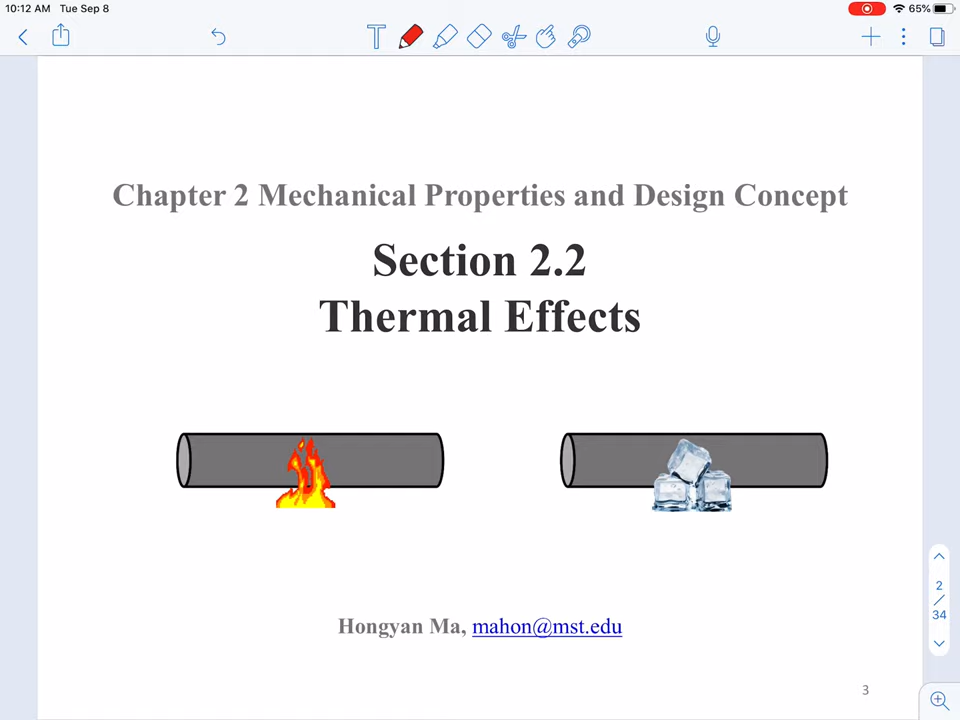 10:12 AM Tue Sep 8
65%
T
Chapter 2 Mechanical Properties and Design Concept
Section 2.2
Thermal Effects
Hongyan Ma, mahon@mst.edu
2
/
34
3